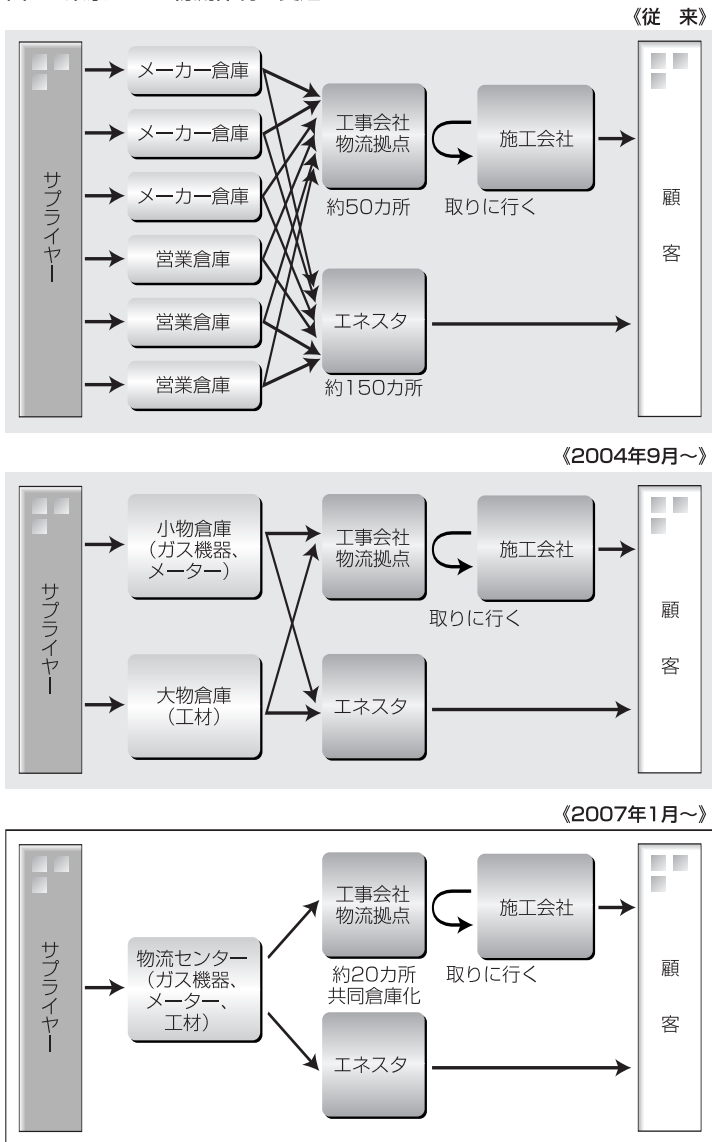 《従 来》
サプライヤー
メーカー倉庫
メーカー倉庫
メーカー倉庫
営業倉庫
営業倉庫
営業倉庫
工事会社
物流拠点
約50カ所
エネスタ
約150カ所
施工会社
取りに行く
顧客
《2004年9月～》
サプライヤー
小物倉庫
（ガス機器、
メーター）
大物倉庫
（工材）
工事会社
物流拠点
エネスタ
施工会社
取りに行く
顧客
《2007年1月～》
サプライヤー
物流センター
（ガス機器、
メーター、
工材）
工事会社
物流拠点
約20カ所
共同倉庫化
エネスタ
施工会社
取りに行く
顧客